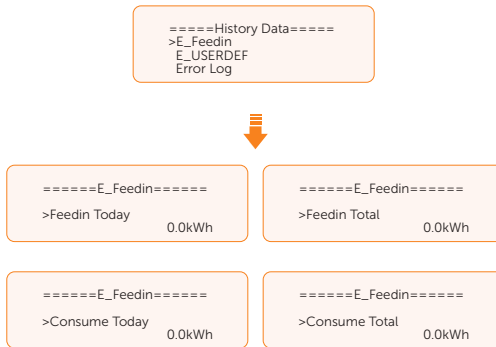 =====History Data=====
>E_Feedin
E_USERDEF
Error Log
======E_Feedin======
>Feedin Today
0.0kWh
======E_Feedin======
>Feedin Total
0.0kWh
======E_Feedin======
>Consume Today
0.0kWh
======E_Feedin======
>Consume Total
0.0kWh